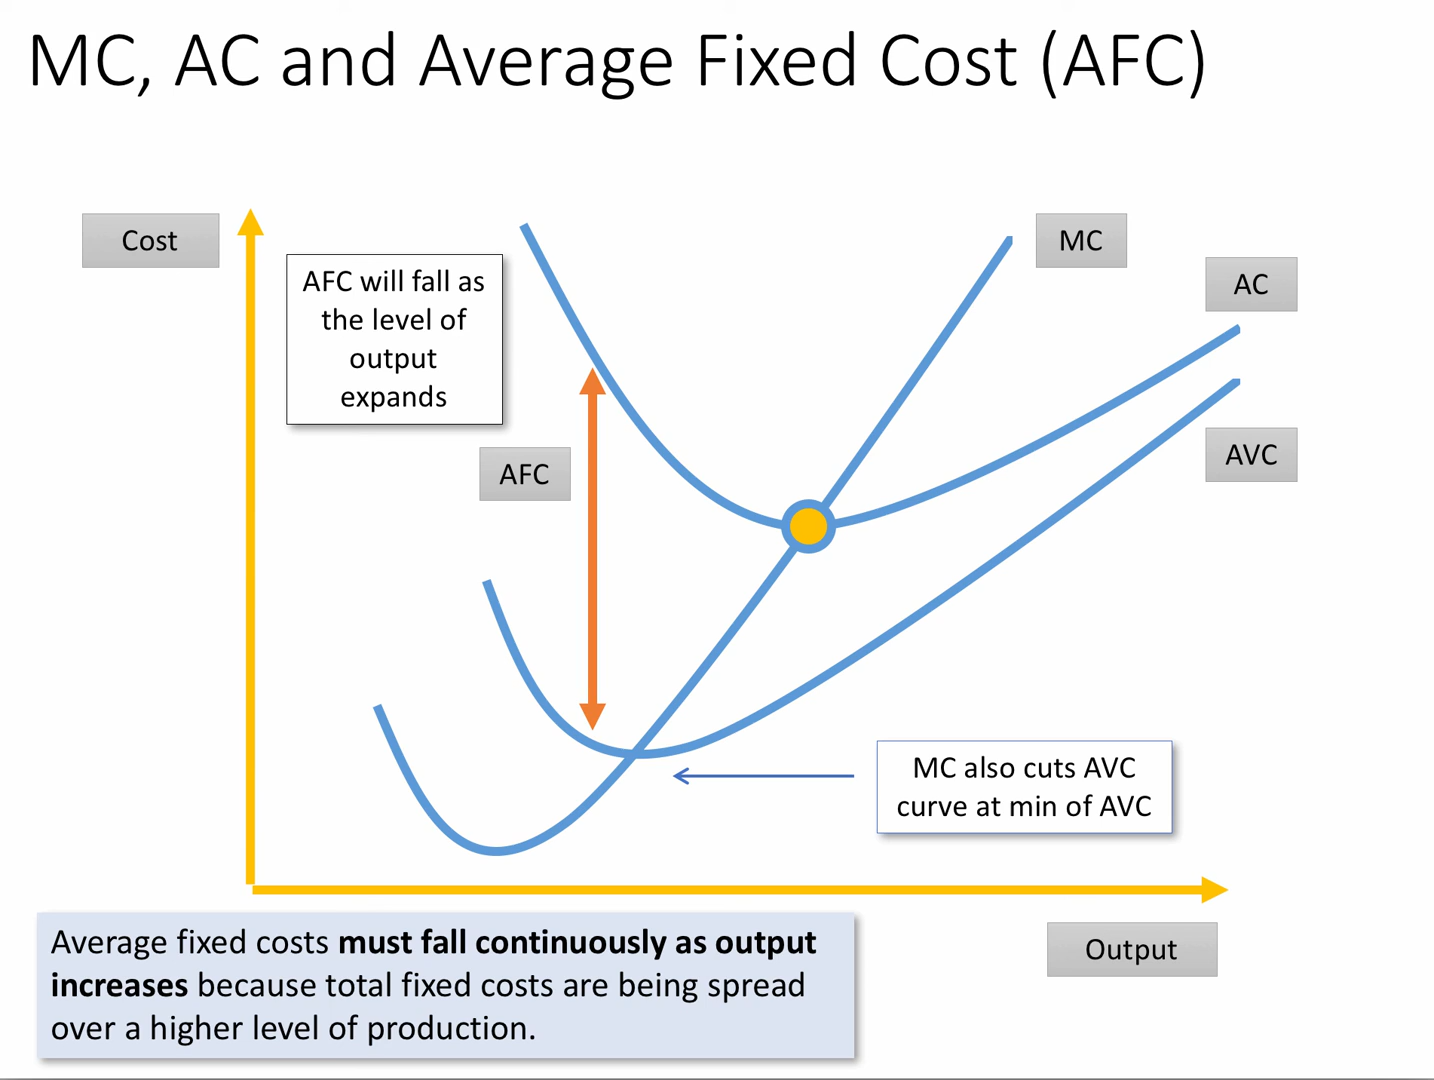 MC, AC and Average Fixed Cost (AFC)
Cost
AFC will fall as
the level of
output
expands
MC
AC
AFC
AVC
MC also cuts AVC
curve at min of AVC
Average fixed costs must fall continuously as output
increases because total fixed costs are being spread
over a higher level of production.
Output